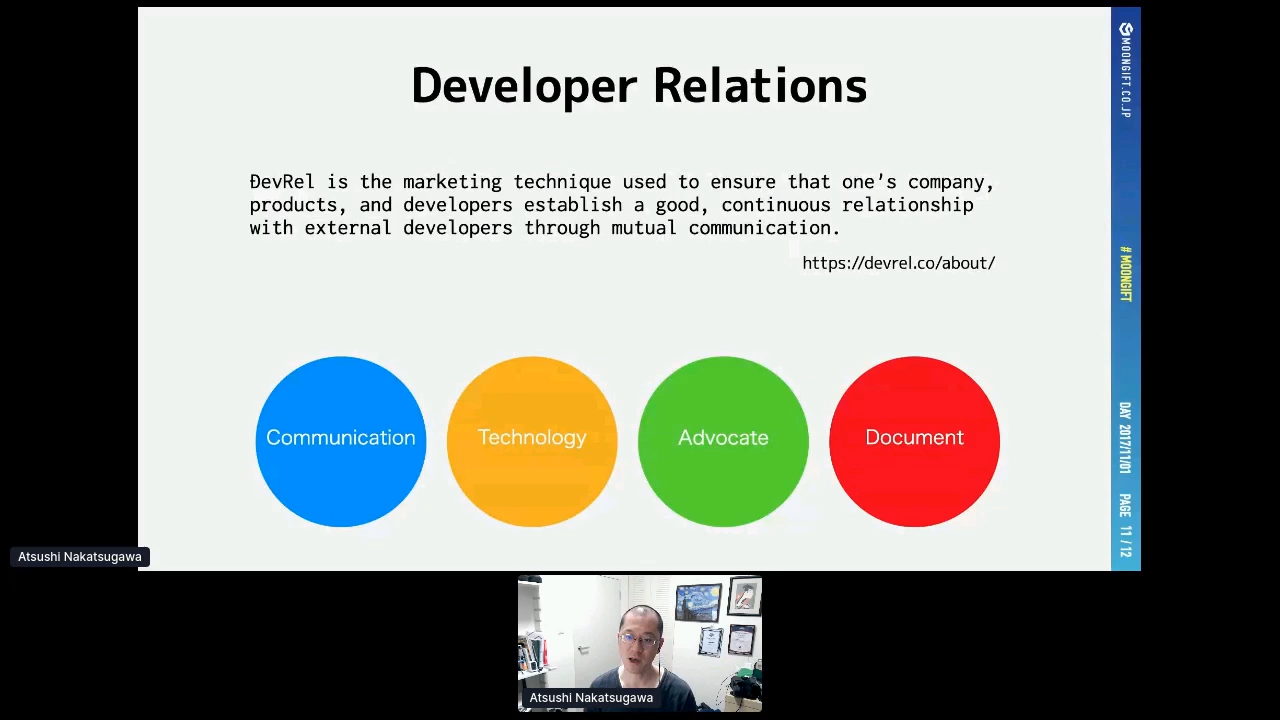 Developer Relations
DevRel is the marketing technique used to ensure that one's company,
products, and developers establish a good, continuous relationship
with external developers through mutual communication.
https://devrel.co/about/
Communication
Technology
Advocate
Document
MOONGIFT.CO.JP
# MOONGIFT
DAY 2017/11/01
PAGE 11 / 12
Atsushi Nakatsugawa
Atsushi Nakatsugawa